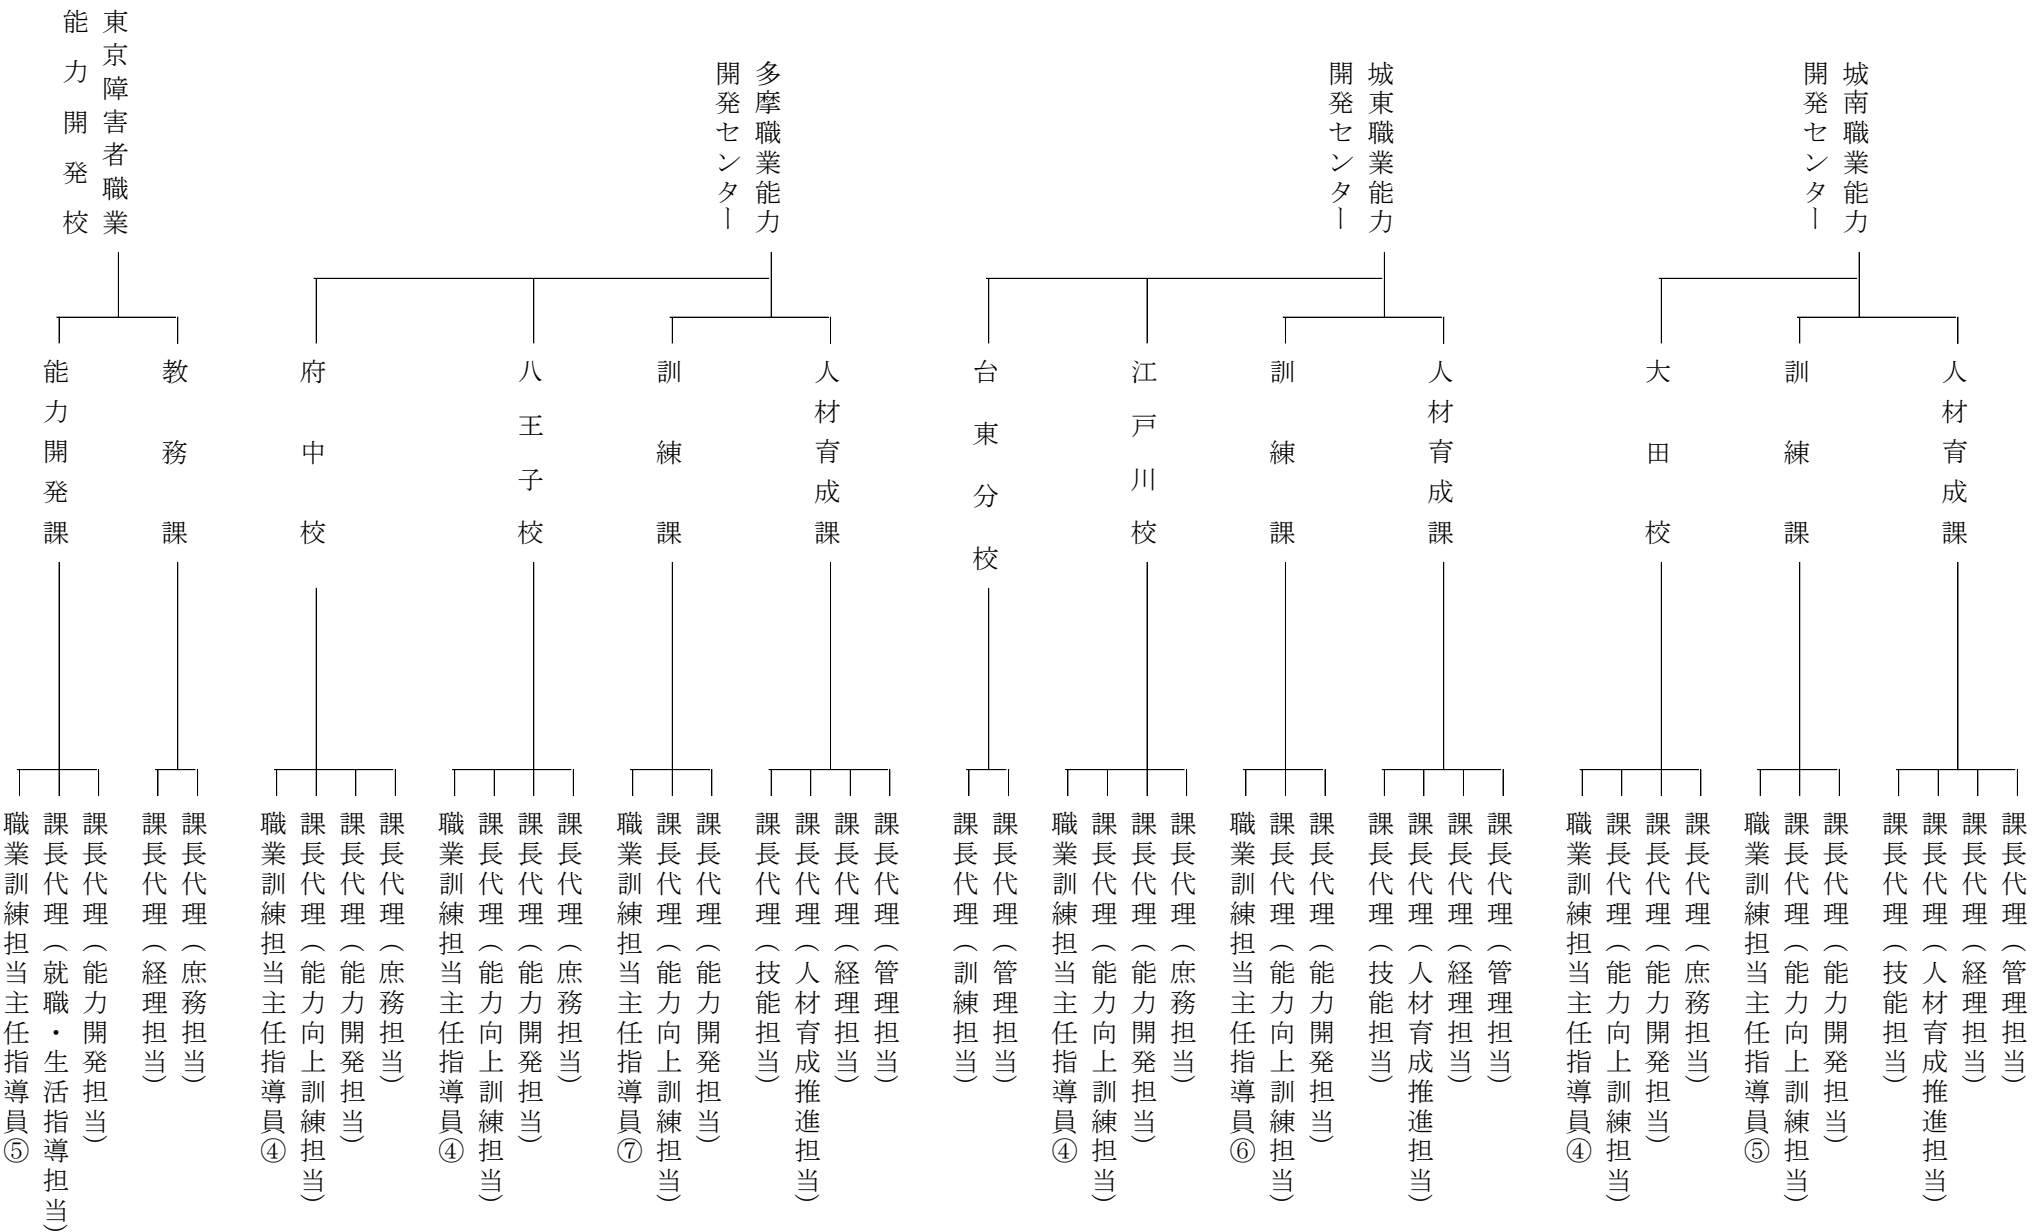 城南職業能力
開発センター
人材育成課
課長代理（管理担当）
課長代理（経理担当）
課長代理（人材育成推進担当）
課長代理（技能担当）
訓練課
課長代理（能力開発担当）
課長代理（能力向上訓練担当）
職業訓練担当主任指導員⑤
大田校
課長代理（庶務担当）
課長代理（能力開発担当）
課長代理（能力向上訓練担当）
職業訓練担当主任指導員④
城東職業能力
開発センター
人材育成課
課長代理（管理担当）
課長代理（経理担当）
課長代理（人材育成推進担当）
課長代理（技能担当）
訓練課
課長代理（能力開発担当）
課長代理（能力向上訓練担当）
職業訓練担当主任指導員⑥
江戸川校
課長代理（庶務担当）
課長代理（能力開発担当）
課長代理（能力向上訓練担当）
職業訓練担当主任指導員④
台東分校
課長代理（管理担当）
課長代理（訓練担当）
多摩職業能力
開発センター
人材育成課
課長代理（管理担当）
課長代理（経理担当）
課長代理（人材育成推進担当）
課長代理（技能担当）
訓練課
課長代理（能力開発担当）
課長代理（能力向上訓練担当）
職業訓練担当主任指導員⑦
八王子校
課長代理（庶務担当）
課長代理（能力開発担当）
課長代理（能力向上訓練担当）
職業訓練担当主任指導員④
府中校
課長代理（庶務担当）
課長代理（能力開発担当）
課長代理（能力向上訓練担当）
職業訓練担当主任指導員④
東京障害者職業
能力開発校
教務課
課長代理（庶務担当）
課長代理（経理担当）
能力開発課
課長代理（能力開発担当）
課長代理（就職・生活指導担当）
職業訓練担当主任指導員⑤